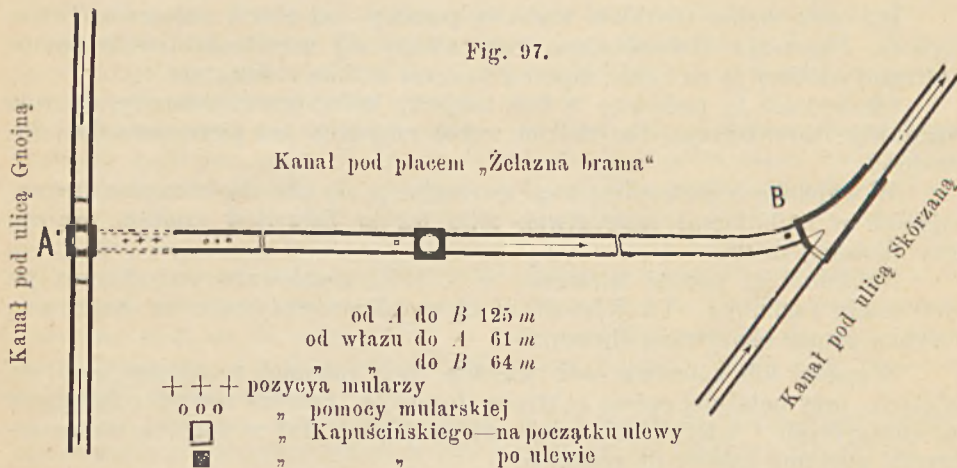 Fig. 97.
Kanał pod ulicą Gnojną
Kanał pod placem „Żelazna brama“
A
B
Kanał pod ulicą Skórzaną
od A do B 125 m
od włazu do A 61 m
„ „ do B 64 m
+ + + pozycya mularzy
o o o „ pomocy mularskiej
„ Kapuścińskiego—na początku ulewy
„ „ po ulewie